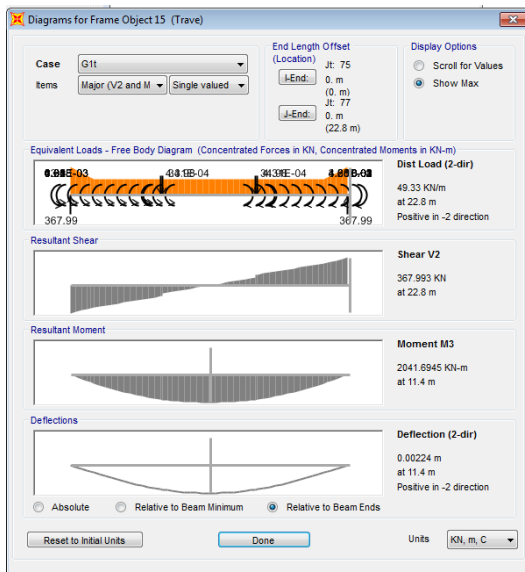 Diagrams for Frame Object 15 (Trave)
Case
G1t
Items
Major (V2 and M
Single valued
End Length Offset
(Location)
I-End:
Jt: 75
0. m
(0. m)
J-End:
Jt: 77
0. m
(22.8 m)
Display Options
Scroll for Values
Show Max
Equivalent Loads - Free Body Diagram (Concentrated Forces in KN, Concentrated Moments in KN-m)
367.99
367.99
Dist Load (2-dir)
49.33 KN/m
at 22.8 m
Positive in -2 direction
Resultant Shear
Shear V2
367.993 KN
at 22.8 m
Resultant Moment
Moment M3
2041.6945 KN-m
at 11.4 m
Deflections
Deflection (2-dir)
0.00224 m
at 11.4 m
Positive in -2 direction
Absolute
Relative to Beam Minimum
Relative to Beam Ends
Reset to Initial Units
Done
Units
KN, m, C